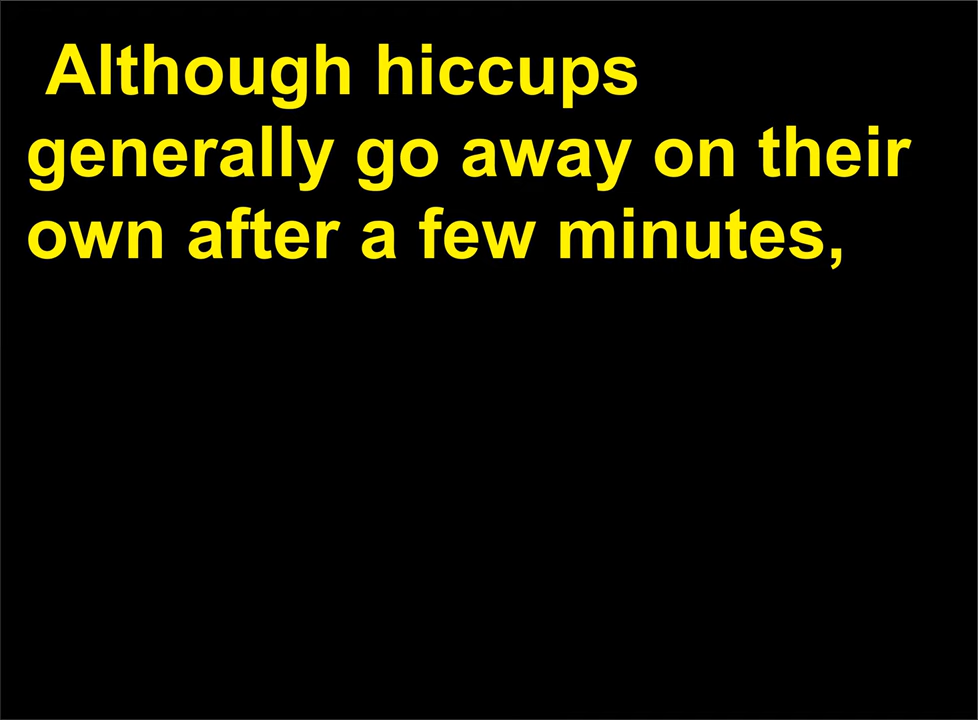 Although hiccups
generally go away on their
own after a few minutes,